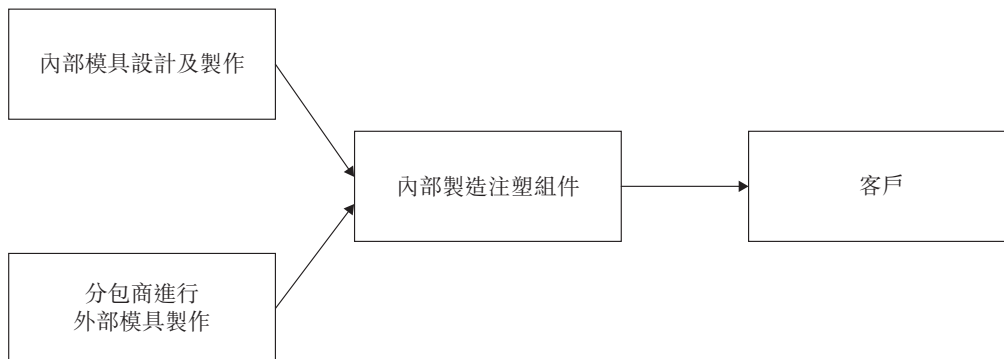 內部模具設計及製作
內部製造注塑組件
客戶
分包商進行
外部模具製作